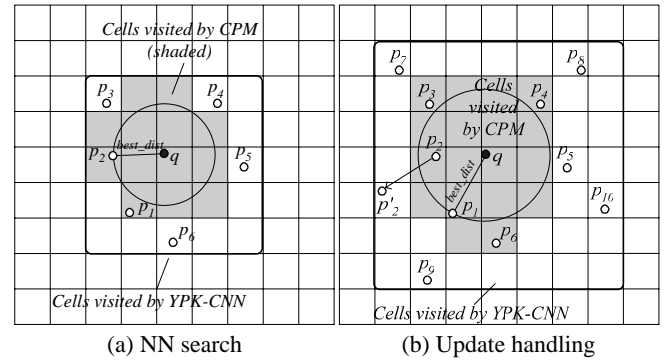 Cells visited by CPM
(shaded)
p3
p4
best_dist
p2
q
p5
p1
p6
Cells visited by YPK-CNN
(a) NN search
p7
p8
Cells
p3
visited
p4
by CPM
p2
q
best_dist
p5
p'2
p1
p10
p6
p9
Cells visited by YPK-CNN
(b) Update handling